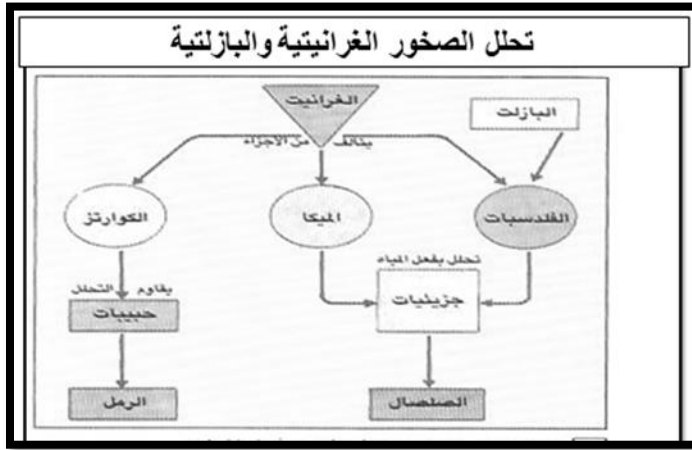 تحلل الصخور الغرانيتية والبازلتية
الغرانيت
البازلت
يتألف من الأجزاء
الكوارتز
الميكا
الفلدسبات
تحلل بفعل المياه
يقاوم التحلل
جزيئيات
حبيبات
الرمل
الصلصال